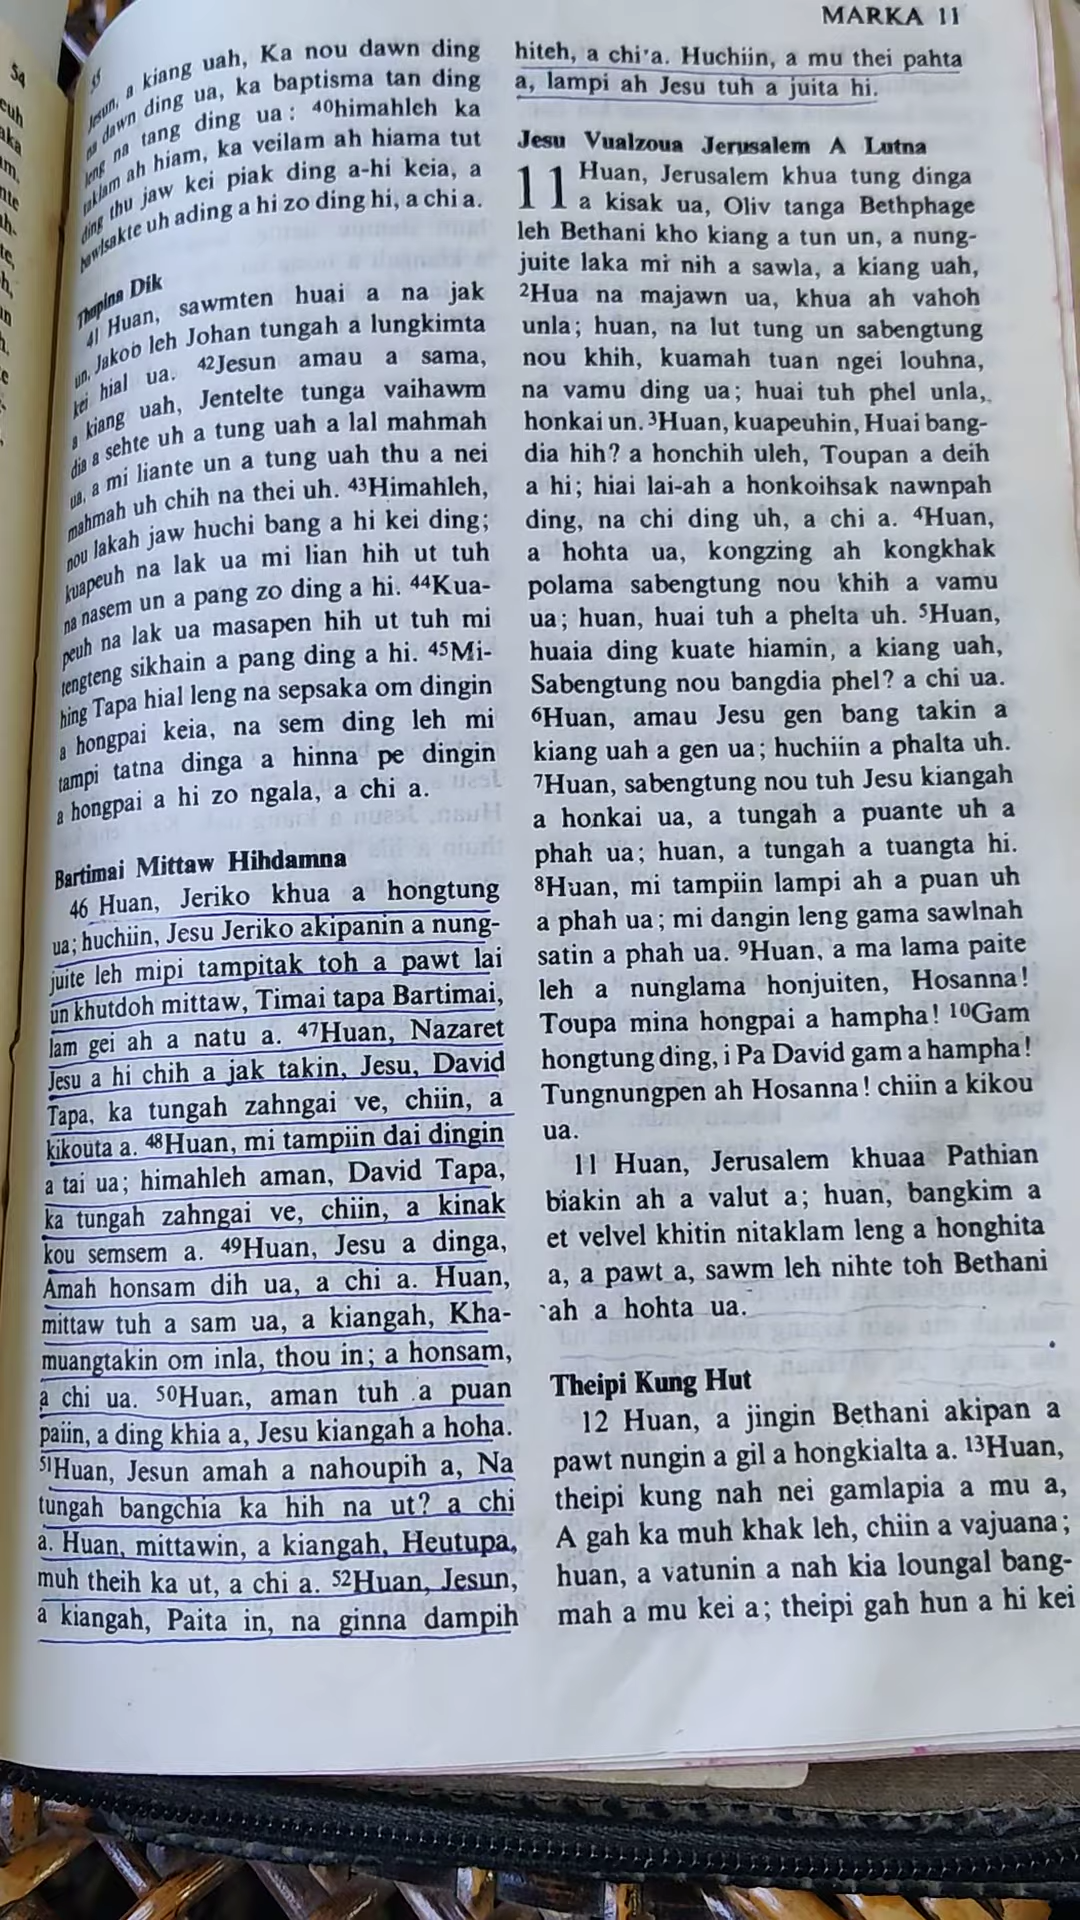 MARKA 11
54
55
Jesun, a kiang uah, Ka nou dawn ding
na dawn ding ua, ka baptisma tan ding
leng na tang ding ua: 40himahleh ka
taklam ah hiam, ka veilam ah hiama tut
ding thu jaw kei piak ding a-hi keia, a
bawlsakte uh ading a hi zo ding hi, a chi a.
Thupina Dik
41 Huan, sawmten huai a na jak
un, Jakob leh Johan tungah a lungkimta
kei hial ua. 42Jesun amau a sama,
a kiang uah, Jentelte tunga vaihawm
dia a sehte uh a tung uah a lal mahmah
ua, a mi liante un a tung uah thu a nei
mahmah uh chih na thei uh. 43Himahleh,
nou lakah jaw huchi bang a hi kei ding;
kuapeuh na lak ua mi lian hih ut tuh
na nasem un a pang zo ding a hi. 44Kua-
peuh na lak ua masapen hih ut tuh mi
tengteng sikhain a pang ding a hi. 45Mi-
hing Tapa hial leng na sepsaka om dingin
a hongpai keia, na sem ding leh mi
tampi tatna dinga a hinna pe dingin
a hongpai a hi zo ngala, a chi a.
Bartimai Mittaw Hihdamna
46 Huan, Jeriko khua a hongtung
ua; huchiin, Jesu Jeriko akipanin a nung-
juite leh mipi tampitak toh a pawt lai
un khutdoh mittaw, Timai tapa Bartimai,
lam gei ah a natu a. 47Huan, Nazaret
Jesu a hi chih a jak takin, Jesu, David
Tapa, ka tungah zahngai ve, chiin, a
kikouta a. 48Huan, mi tampiin dai dingin
a tai ua; himahleh aman, David Tapa,
ka tungah zahngai ve, chiin, a kinak
kou semsem a. 49Huan, Jesu a dinga,
Amah honsam dih ua, a chi a. Huan,
mittaw tuh a sam ua, a kiangah, Kha-
muangtakin om inla, thou in; a honsam,
a chi ua. 50Huan, aman tuh a puan
paiin, a ding khia a, Jesu kiangah a hoha.
51Huan, Jesun amah a nahoupih a, Na
tungah bangchia ka hih na ut? a chi
a. Huan, mittawin, a kiangah, Heutupa,
muh theih ka ut, a chi a. 52Huan, Jesun,
a kiangah, Paita in, na ginna dampih
hiteh, a chi'a. Huchiin, a mu thei pahta
a, lampi ah Jesu tuh a juita hi.
Jesu Vualzoua Jerusalem A Lutna
11 Huan, Jerusalem khua tung dinga
a kisak ua, Oliv tanga Bethphage
leh Bethani kho kiang a tun un, a nung-
juite laka mi nih a sawla, a kiang uah,
2Hua na majawn ua, khua ah vahoh
unla; huan, na lut tung un sabengtung
nou khih, kuamah tuan ngei louhna,
na vamu ding ua; huai tuh phel unla,
honkai un. 3Huan, kuapeuhin, Huai bang-
dia hih? a honchih uleh, Toupan a deih
a hi; hiai lai-ah a honkoihsak nawnpah
ding, na chi ding uh, a chi a. 4Huan,
a hohta ua, kongzing ah kongkhak
polama sabengtung nou khih a vamu
ua; huan, huai tuh a phelta uh. 5Huan,
huaia ding kuate hiamin, a kiang uah,
Sabengtung nou bangdia phel? a chi ua.
6Huan, amau Jesu gen bang takin a
kiang uah a gen ua; huchiin a phalta uh.
7Huan, sabengtung nou tuh Jesu kiangah
a honkai ua, a tungah a puante uh a
phah ua; huan, a tungah a tuangta hi.
8Huan, mi tampiin lampi ah a puan uh
a phah ua; mi dangin leng gama sawlnah
satin a phah ua. 9Huan, a ma lama paite
leh a nunglama honjuiten, Hosanna!
Toupa mina hongpai a hampha! 10Gam
hongtung ding, i Pa David gam a hampha!
Tungnungpen ah Hosanna! chiin a kikou
ua.
11 Huan, Jerusalem khuaa Pathian
biakin ah a valut a; huan, bangkim a
et velvel khitin nitaklam leng a honghita
a, a pawt a, sawm leh nihte toh Bethani
ah a hohta ua.
Theipi Kung Hut
12 Huan, a jingin Bethani akipan a
pawt nungin a gil a hongkialta a. 13Huan,
theipi kung nah nei gamlapia a mu a,
A gah ka muh khak leh, chiin a vajuana;
huan, a vatunin a nah kia loungal bang-
mah a mu kei a; theipi gah hun a hi kei